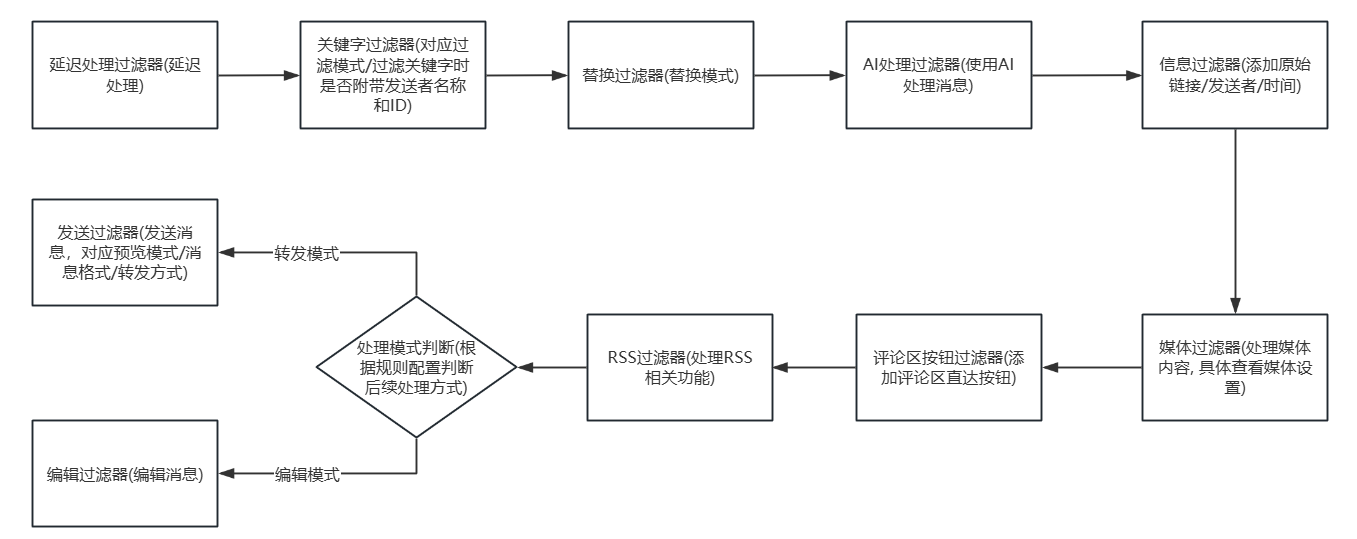 延迟处理过滤器(延迟
处理)
关键字过滤器(对应过
滤模式/过滤关键字时
是否附带发送者名称
和ID)
替换过滤器(替换模式)
AI处理过滤器(使用AI
处理消息)
信息过滤器(添加原始
链接/发送者/时间)
媒体过滤器(处理媒体
内容, 具体查看媒体设
置)
评论区按钮过滤器(添
加评论区直达按钮)
RSS过滤器(处理RSS
相关功能)
处理模式判断(根
据规则配置判断
后续处理方式)
转发模式
发送过滤器(发送消
息，对应预览模式/消
息格式/转发方式)
编辑模式
编辑过滤器(编辑消息)